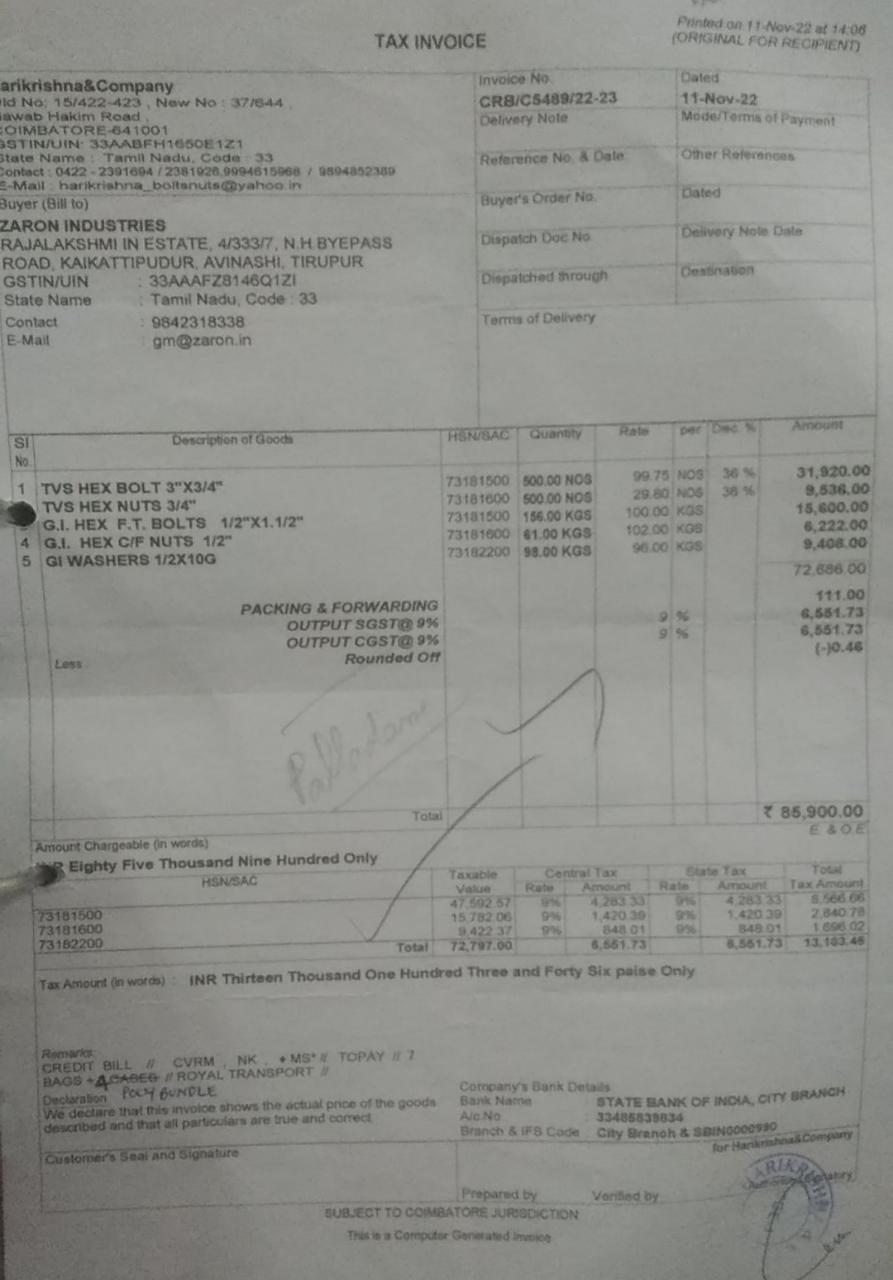 Printed on 11-Nov-22 at 14:06
TAX INVOICE
(ORIGINAL FOR RECIPIENT)
arikrishna&Company
ld No: 15/422-423 , New No : 37/644 ,
awab Hakim Road ,
COIMBATORE-641001
GSTIN/UIN: 33AABFH1650E1Z1
State Name : Tamil Nadu, Code : 33
Contact : 0422 - 2391694 / 2381926,9994615968 / 9894852389
E-Mail : harikrishna_boltsnuts@yahoo.in
Invoice No. Dated
CRB/C5489/22-23 11-Nov-22
Delivery Note Mode/Terms of Payment
Reference No. & Date. Other References
Buyer's Order No. Dated
Dispatch Doc No. Delivery Note Date
Dispatched through Destination
Terms of Delivery
Buyer (Bill to)
ZARON INDUSTRIES
RAJALAKSHMI IN ESTATE, 4/333/7, N.H.BYEPASS
ROAD, KAIKATTIPUDUR, AVINASHI, TIRUPUR
GSTIN/UIN : 33AAAFZ8146Q1ZI
State Name : Tamil Nadu, Code : 33
Contact : 9842318338
E-Mail : gm@zaron.in
Sl No. Description of Goods HSN/SAC Quantity Rate per Disc. % Amount
1 TVS HEX BOLT 3"X3/4" 73181500 500.00 NOS 99.75 NOS 36 % 31,920.00
TVS HEX NUTS 3/4" 73181600 500.00 NOS 29.80 NOS 36 % 9,536.00
G.I. HEX F.T. BOLTS 1/2"X1.1/2" 73181500 156.00 KGS 100.00 KGS 15,600.00
4 G.I. HEX C/F NUTS 1/2" 73181600 61.00 KGS 102.00 KGS 6,222.00
5 GI WASHERS 1/2X10G 73182200 98.00 KGS 96.00 KGS 9,408.00
72,686.00
PACKING & FORWARDING 111.00
OUTPUT SGST@ 9% 9 % 6,551.73
OUTPUT CGST@ 9% 9 % 6,551.73
Less Rounded Off (-)0.46
Palladam
Total ₹ 85,900.00
Amount Chargeable (in words) E & O.E
INR Eighty Five Thousand Nine Hundred Only
HSN/SAC Taxable Value Central Tax State Tax Total Tax Amount
Rate Amount Rate Amount
73181500 47,592.57 9% 4,283.33 9% 4,283.33 8,566.66
73181600 15,782.06 9% 1,420.39 9% 1,420.39 2,840.78
73182200 9,422.37 9% 848.01 9% 848.01 1,696.02
Total 72,797.00 6,551.73 6,551.73 13,103.46
Tax Amount (in words) : INR Thirteen Thousand One Hundred Three and Forty Six paise Only
Remarks:
CREDIT BILL // CVRM , NK , *MS* // TOPAY // 7
BAGS +4 CASES // ROYAL TRANSPORT //
POLY BUNDLE
Declaration
We declare that this invoice shows the actual price of the goods
described and that all particulars are true and correct.
Company's Bank Details
Bank Name : STATE BANK OF INDIA, CITY BRANCH
A/c No. : 33485839834
Branch & IFS Code : City Branch & SBIN0000990
Customer's Seal and Signature
for Harikrishna&Company
Prepared by Verified by Authorised Signatory
SUBJECT TO COIMBATORE JURISDICTION
This is a Computer Generated Invoice